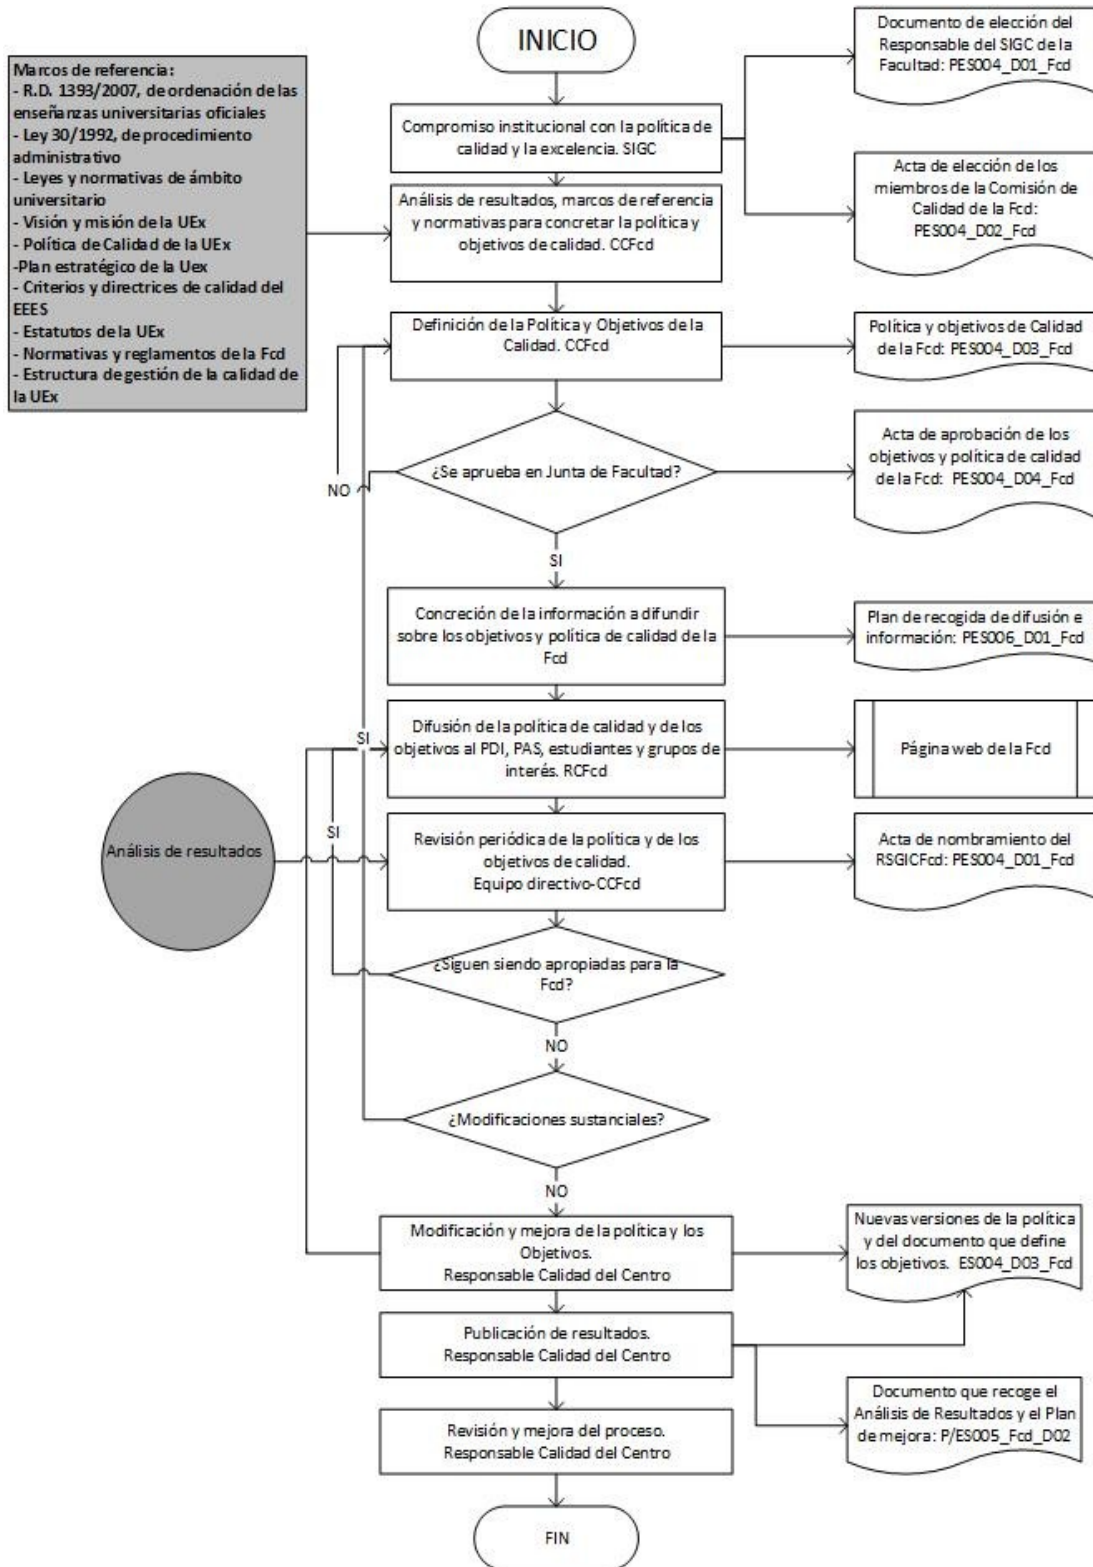 INICIO
Documento de elección del
Responsable del SIGC de la
Facultad: PES004_D01_Fcd
Marcos de referencia:
- R.D. 1393/2007, de ordenación de las
enseñanzas universitarias oficiales
- Ley 30/1992, de procedimiento
administrativo
- Leyes y normativas de ámbito
universitario
- Visión y misión de la UEx
- Política de Calidad de la UEx
-Plan estratégico de la Uex
- Criterios y directrices de calidad del
EEES
- Estatutos de la UEx
- Normativas y reglamentos de la Fcd
- Estructura de gestión de la calidad de
la UEx
Compromiso institucional con la política de
calidad y la excelencia. SIGC
Acta de elección de los
miembros de la Comisión de
Calidad de la Fcd:
PES004_D02_Fcd
Análisis de resultados, marcos de referencia
y normativas para concretar la política y
objetivos de calidad. CCFcd
Definición de la Política y Objetivos de la
Calidad. CCFcd
Política y objetivos de Calidad
de la Fcd: PES004_D03_Fcd
¿Se aprueba en Junta de Facultad?
NO
Acta de aprobación de los
objetivos y política de calidad
de la Fcd: PES004_D04_Fcd
SI
Concreción de la información a difundir
sobre los objetivos y política de calidad de la
Fcd
Plan de recogida de difusión e
información: PES006_D01_Fcd
SI
Difusión de la política de calidad y de los
objetivos al PDI, PAS, estudiantes y grupos de
interés. RCFcd
Página web de la Fcd
SI
Análisis de resultados
Revisión periódica de la política y de los
objetivos de calidad.
Equipo directivo-CCFcd
Acta de nombramiento del
RSGICFcd: PES004_D01_Fcd
¿Siguen siendo apropiadas para la
Fcd?
NO
¿Modificaciones sustanciales?
NO
Modificación y mejora de la política y los
Objetivos.
Responsable Calidad del Centro
Nuevas versiones de la política
y del documento que define
los objetivos. ES004_D03_Fcd
Publicación de resultados.
Responsable Calidad del Centro
Documento que recoge el
Análisis de Resultados y el Plan
de mejora: P/ES005_Fcd_D02
Revisión y mejora del proceso.
Responsable Calidad del Centro
FIN